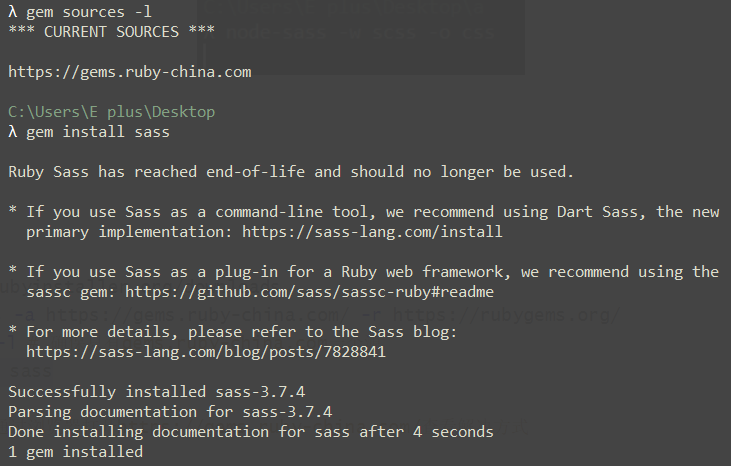 λ gem sources -l
*** CURRENT SOURCES ***
https://gems.ruby-china.com
C:\Users\E plus\Desktop
λ gem install sass
Ruby Sass has reached end-of-life and should no longer be used.
* If you use Sass as a command-line tool, we recommend using Dart Sass, the new
primary implementation: https://sass-lang.com/install
* If you use Sass as a plug-in for a Ruby web framework, we recommend using the
sassc gem: https://github.com/sass/sassc-ruby#readme
* For more details, please refer to the Sass blog:
https://sass-lang.com/blog/posts/7828841
Successfully installed sass-3.7.4
Parsing documentation for sass-3.7.4
Done installing documentation for sass after 4 seconds
1 gem installed